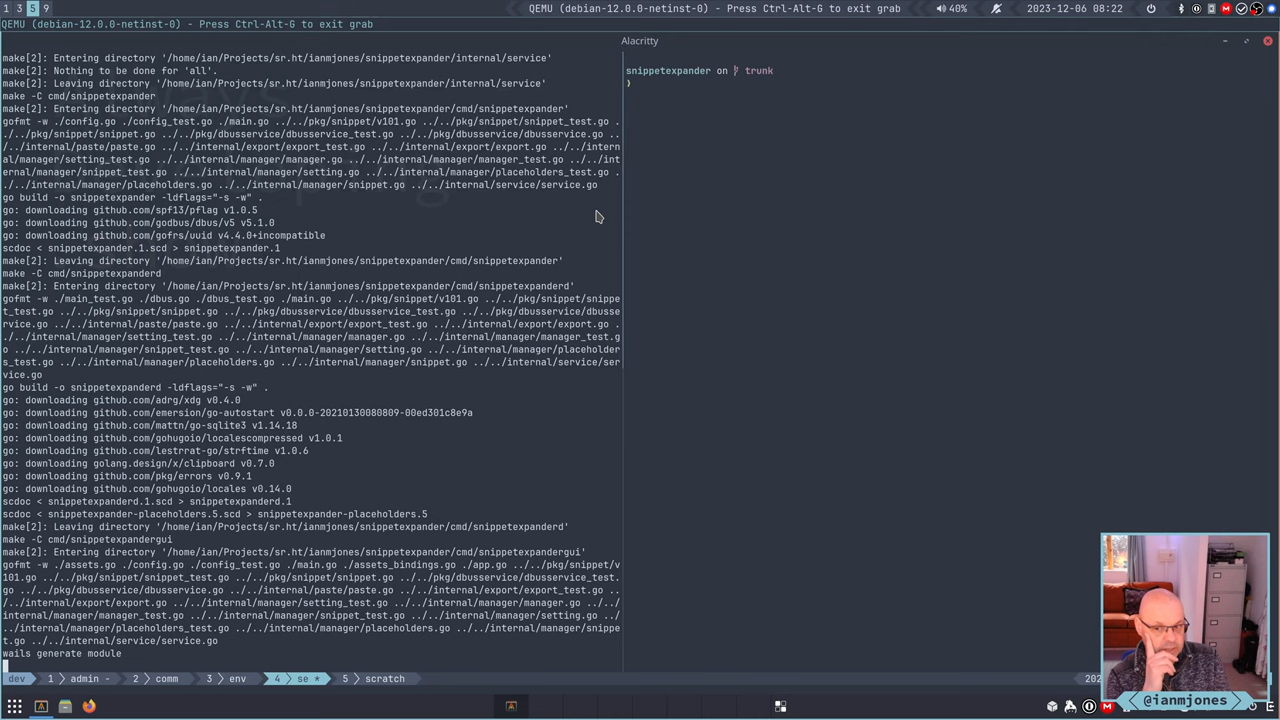 1 3 5 9
QEMU (debian-12.0.0-netinst-0) - Press Ctrl-Alt-G to exit grab
40%
2023-12-06 08:22
QEMU (debian-12.0.0-netinst-0) - Press Ctrl-Alt-G to exit grab
Alacritty
make[2]: Entering directory '/home/ian/Projects/sr.ht/ianmjones/snippetexpander/internal/service'
make[2]: Nothing to be done for 'all'.
make[2]: Leaving directory '/home/ian/Projects/sr.ht/ianmjones/snippetexpander/internal/service'
make -C cmd/snippetexpander
make[2]: Entering directory '/home/ian/Projects/sr.ht/ianmjones/snippetexpander/cmd/snippetexpander'
gofmt -w ./config.go ./config_test.go ./main.go ../../pkg/snippet/v101.go ../../pkg/snippet/snippet_test.go .
./../pkg/snippet/snippet.go ../../pkg/dbusservice/dbusservice_test.go ../../pkg/dbusservice/dbusservice.go ..
/../internal/paste/paste.go ../../internal/export/export_test.go ../../internal/export/export.go ../../intern
al/manager/setting_test.go ../../internal/manager/manager.go ../../internal/manager/manager_test.go ../../int
ernal/manager/snippet_test.go ../../internal/manager/setting.go ../../internal/manager/placeholders_test.go .
./../internal/manager/placeholders.go ../../internal/manager/snippet.go ../../internal/service/service.go
go build -o snippetexpander -ldflags="-s -w" .
go: downloading github.com/spf13/pflag v1.0.5
go: downloading github.com/godbus/dbus/v5 v5.1.0
go: downloading github.com/gofrs/uuid v4.4.0+incompatible
scdoc < snippetexpander.1.scd > snippetexpander.1
make[2]: Leaving directory '/home/ian/Projects/sr.ht/ianmjones/snippetexpander/cmd/snippetexpander'
make -C cmd/snippetexpanderd
make[2]: Entering directory '/home/ian/Projects/sr.ht/ianmjones/snippetexpander/cmd/snippetexpanderd'
gofmt -w ./main_test.go ./dbus.go ./dbus_test.go ./main.go ../../pkg/snippet/v101.go ../../pkg/snippet/snippe
t_test.go ../../pkg/snippet/snippet.go ../../pkg/dbusservice/dbusservice_test.go ../../pkg/dbusservice/dbusse
rvice.go ../../internal/paste/paste.go ../../internal/export/export_test.go ../../internal/export/export.go .
./../internal/manager/setting_test.go ../../internal/manager/manager.go ../../internal/manager/manager_test.g
o ../../internal/manager/snippet_test.go ../../internal/manager/setting.go ../../internal/manager/placeholder
s_test.go ../../internal/manager/placeholders.go ../../internal/manager/snippet.go ../../internal/service/ser
vice.go
go build -o snippetexpanderd -ldflags="-s -w" .
go: downloading github.com/adrg/xdg v0.4.0
go: downloading github.com/emersion/go-autostart v0.0.0-20210130080809-00ed301c8e9a
go: downloading github.com/mattn/go-sqlite3 v1.14.18
go: downloading github.com/gohugoio/localescompressed v1.0.1
go: downloading github.com/lestrrat-go/strftime v1.0.6
go: downloading golang.design/x/clipboard v0.7.0
go: downloading github.com/pkg/errors v0.9.1
go: downloading github.com/gohugoio/locales v0.14.0
scdoc < snippetexpanderd.1.scd > snippetexpanderd.1
scdoc < snippetexpander-placeholders.5.scd > snippetexpander-placeholders.5
make[2]: Leaving directory '/home/ian/Projects/sr.ht/ianmjones/snippetexpander/cmd/snippetexpanderd'
make -C cmd/snippetexpandergui
make[2]: Entering directory '/home/ian/Projects/sr.ht/ianmjones/snippetexpander/cmd/snippetexpandergui'
gofmt -w ./assets.go ./config.go ./config_test.go ./main.go ./assets_bindings.go ./app.go ../../pkg/snippet/v
101.go ../../pkg/snippet/snippet_test.go ../../pkg/snippet/snippet.go ../../pkg/dbusservice/dbusservice_test.
go ../../pkg/dbusservice/dbusservice.go ../../internal/paste/paste.go ../../internal/export/export_test.go ..
/../internal/export/export.go ../../internal/manager/setting_test.go ../../internal/manager/manager.go ../../
internal/manager/manager_test.go ../../internal/manager/snippet_test.go ../../internal/manager/setting.go ../
../internal/manager/placeholders_test.go ../../internal/manager/placeholders.go ../../internal/manager/snippe
t.go ../../internal/service/service.go
wails generate module
snippetexpander on trunk
❯
dev 1 admin - 2 comm 3 env 4 se * 5 scratch
202
@ianmjones